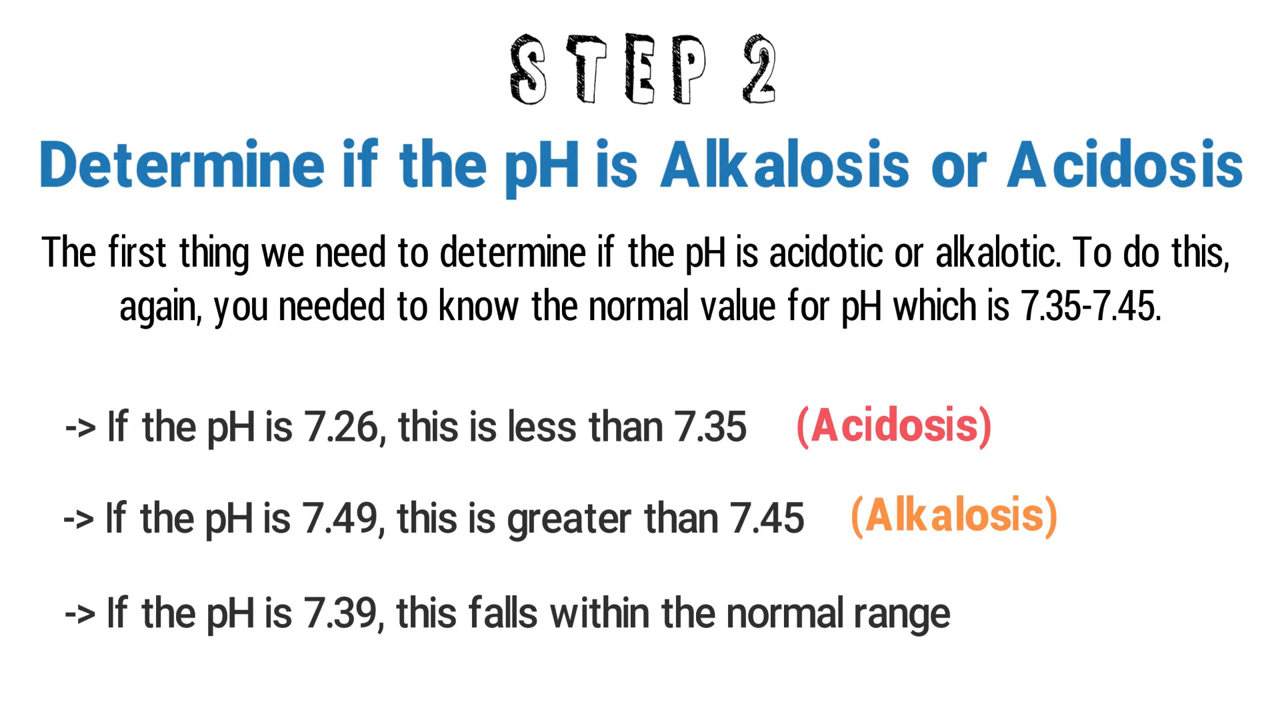 STEP 2
Determine if the pH is Alkalosis or Acidosis
The first thing we need to determine if the pH is acidotic or alkalotic. To do this,
again, you needed to know the normal value for pH which is 7.35-7.45.
-> If the pH is 7.26, this is less than 7.35 (Acidosis)
-> If the pH is 7.49, this is greater than 7.45 (Alkalosis)
-> If the pH is 7.39, this falls within the normal range